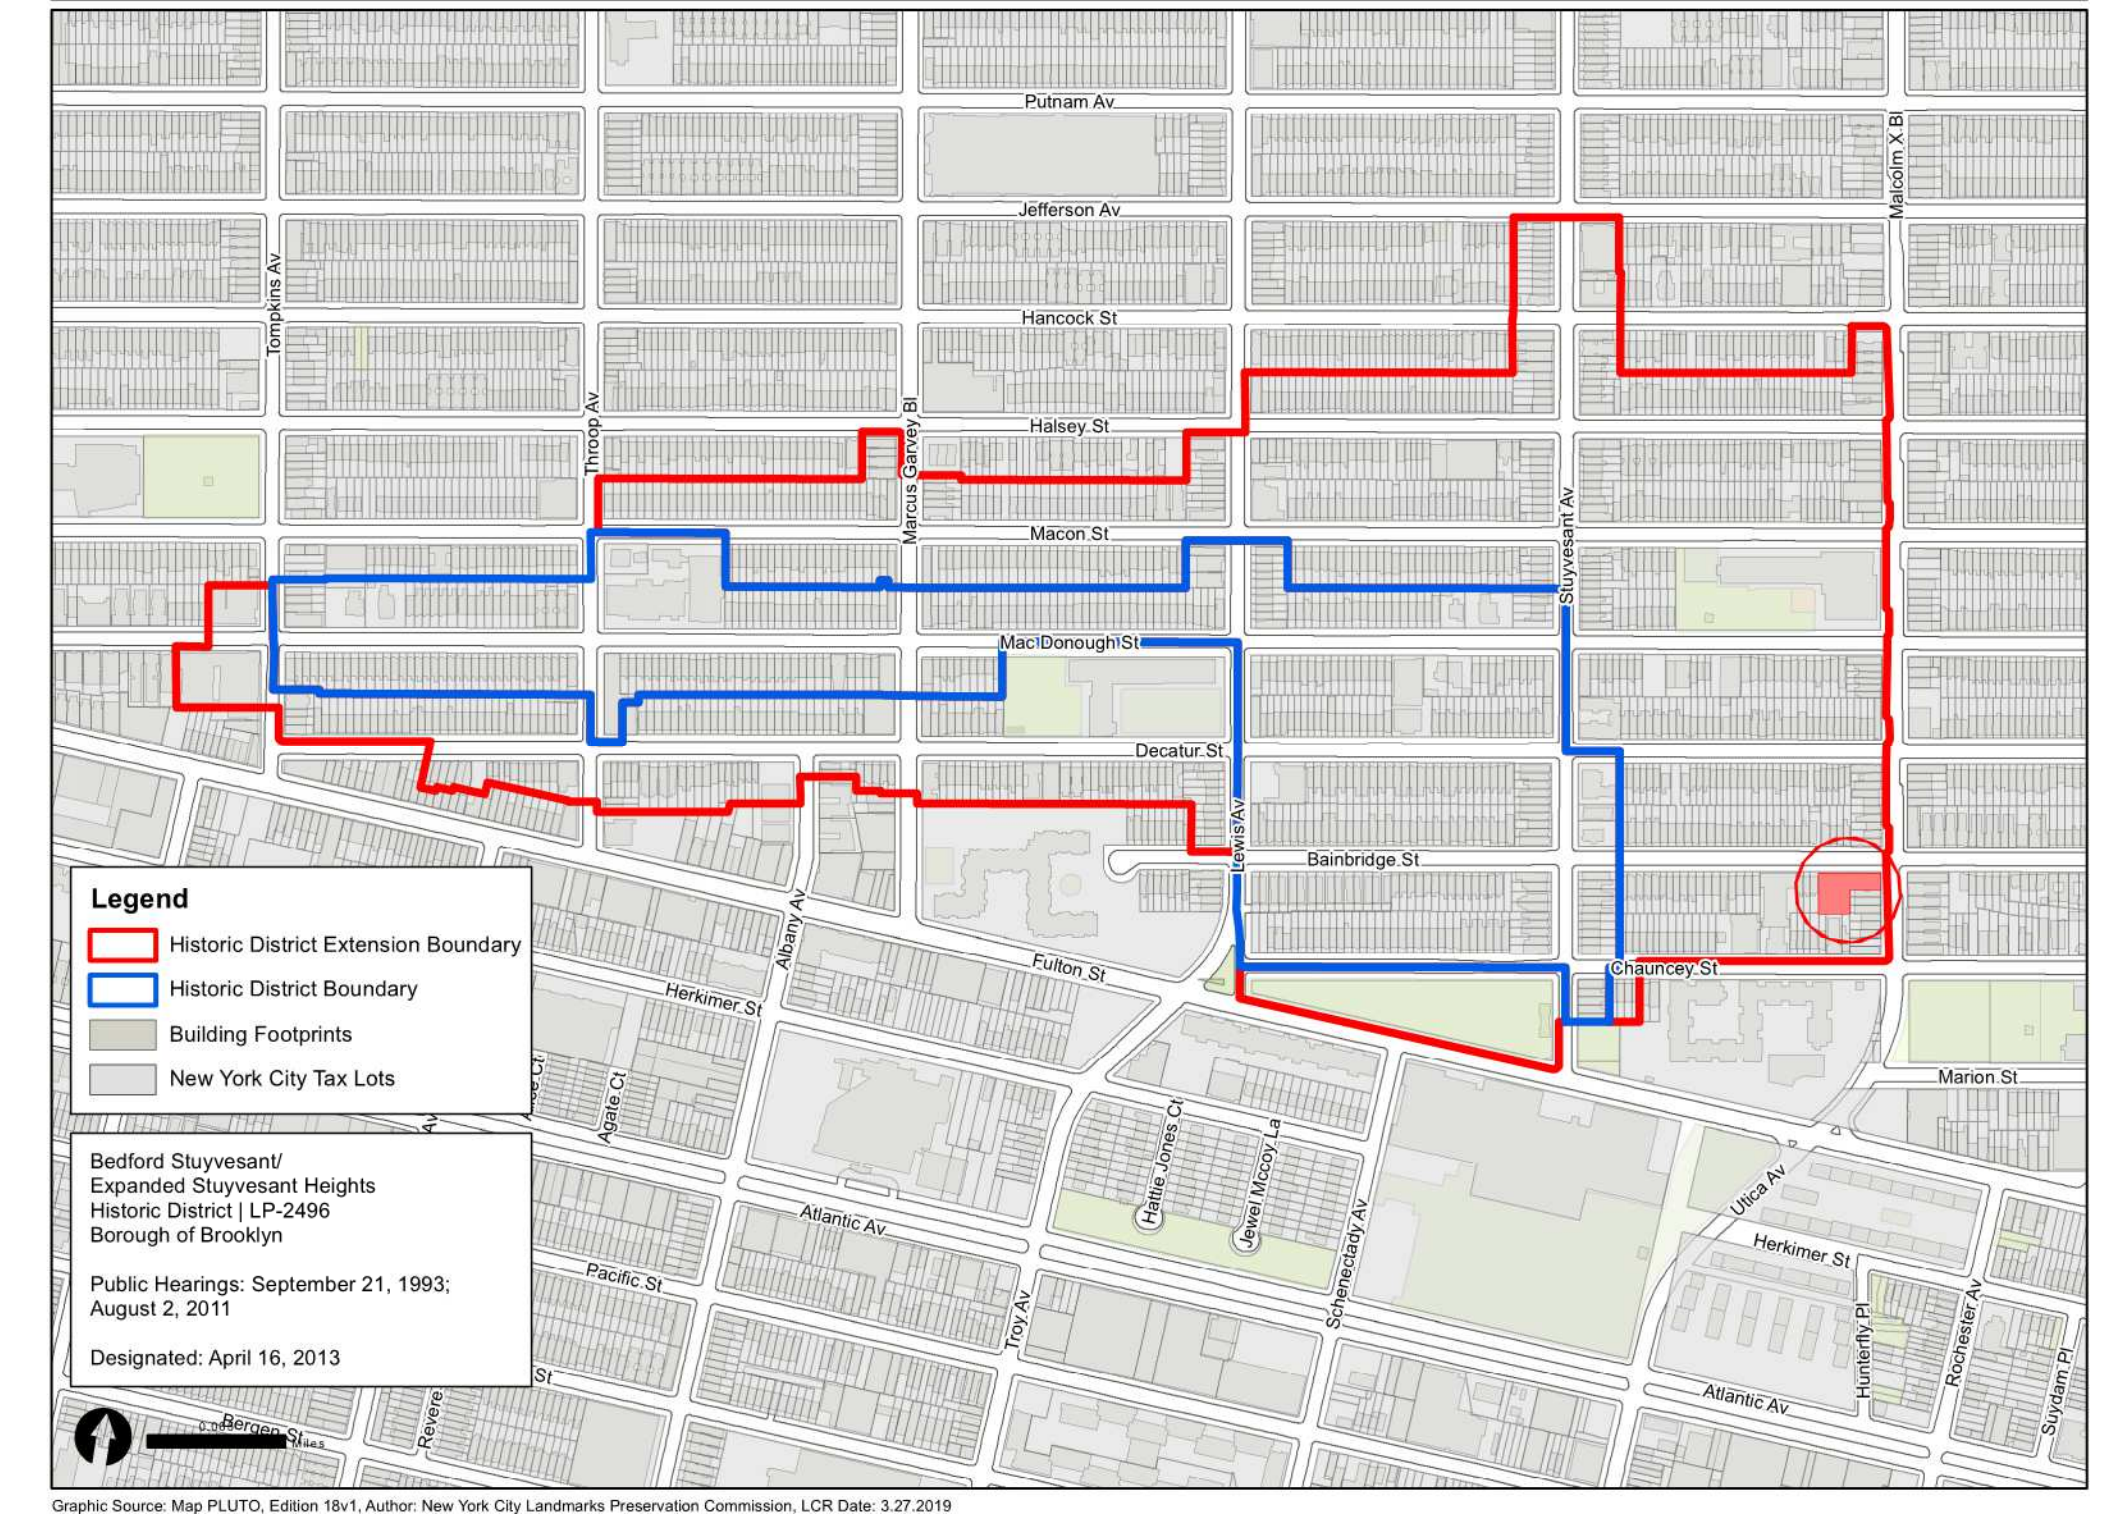 Putnam Av
Malcolm X Bl
Jefferson Av
Tompkins Av
Hancock St
Throop Av
Marcus Garvey Bl
Halsey St
Stuyvesant Av
Macon St
Mac Donough St
Decatur St
Lewis Av
Bainbridge St
Legend
Historic District Extension Boundary
Historic District Boundary
Building Footprints
New York City Tax Lots
Albany Av
Fulton St
Chauncey St
Herkimer St
Marion St
Agate Ct
Av
Hattie Jones Ct
Jewel Mccoy La
Bedford Stuyvesant/
Expanded Stuyvesant Heights
Historic District | LP-2496
Borough of Brooklyn
Public Hearings: September 21, 1993;
August 2, 2011
Designated: April 16, 2013
Atlantic Av
Utica Av
Schenectady Av
Herkimer St
Pacific St
Troy Av
Hunterfly Pl
Rochester Av
Suydam Pl
St
Atlantic Av
Revere
Bergen St
Miles
Graphic Source: Map PLUTO, Edition 18v1, Author: New York City Landmarks Preservation Commission, LCR Date: 3.27.2019